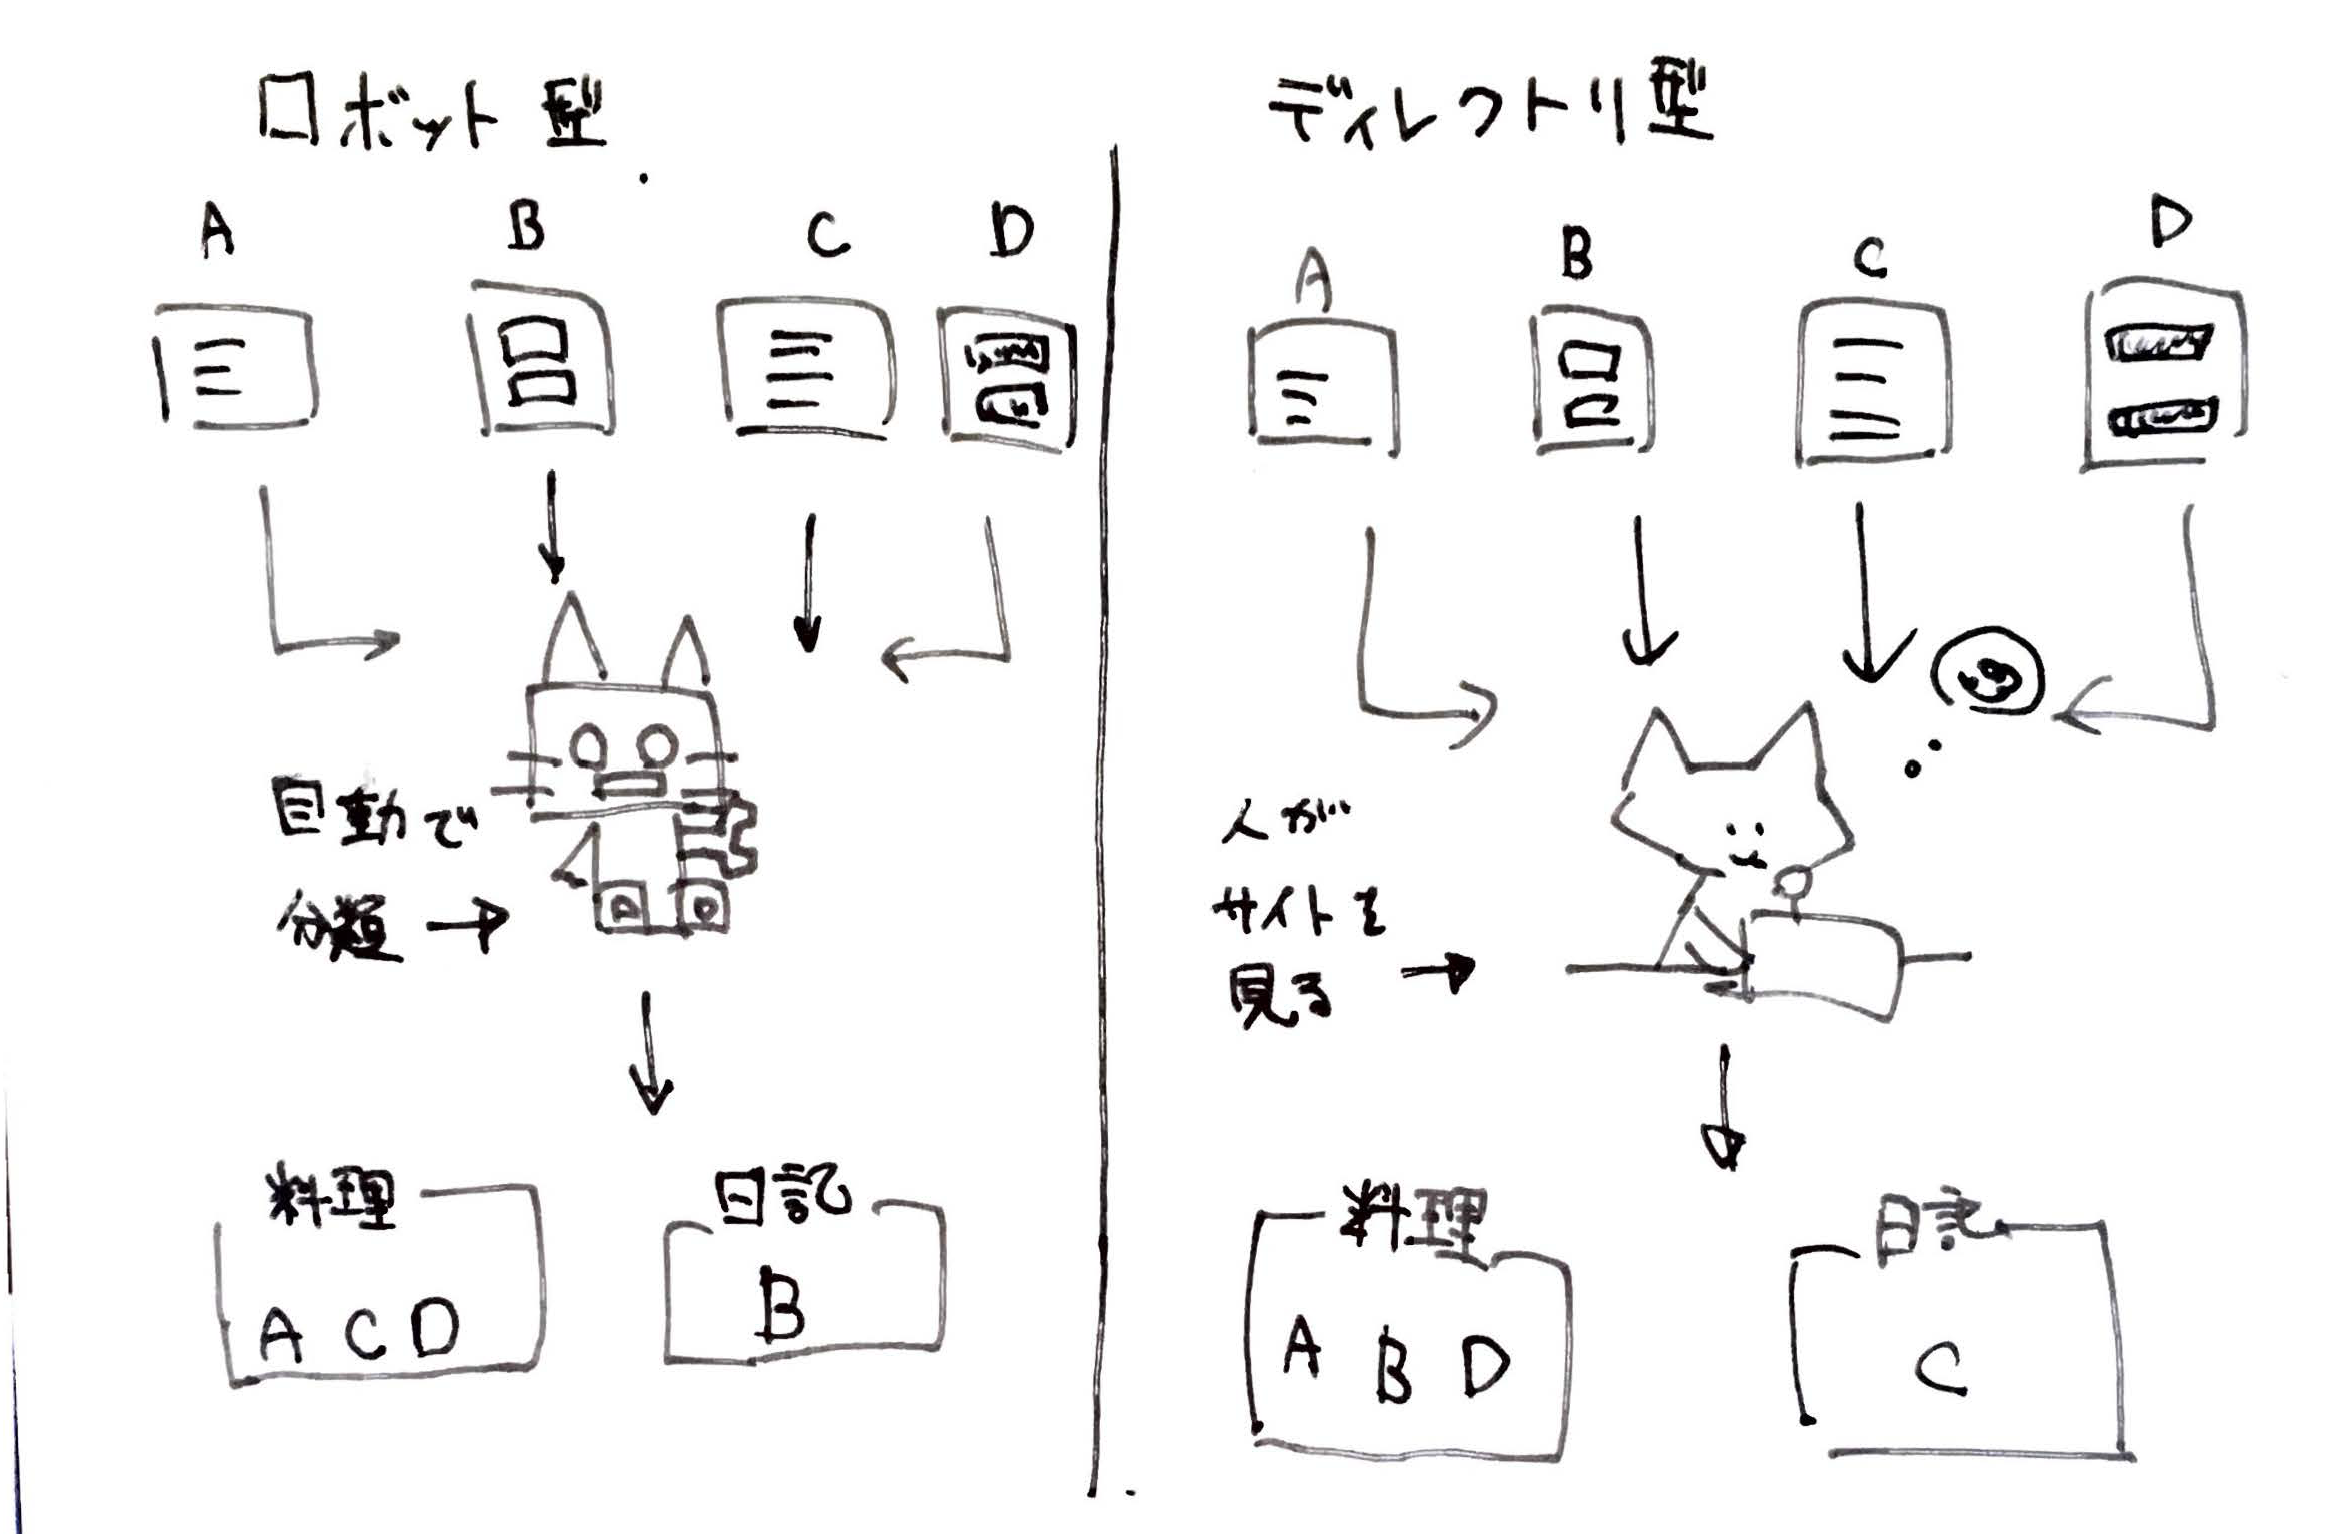 ロボット型
A B C D
自動で
分類 →
料理
A C D
日記
B
ディレクトリ型
A B C D
人が
サイトを
見る →
料理
A B D
日記
C